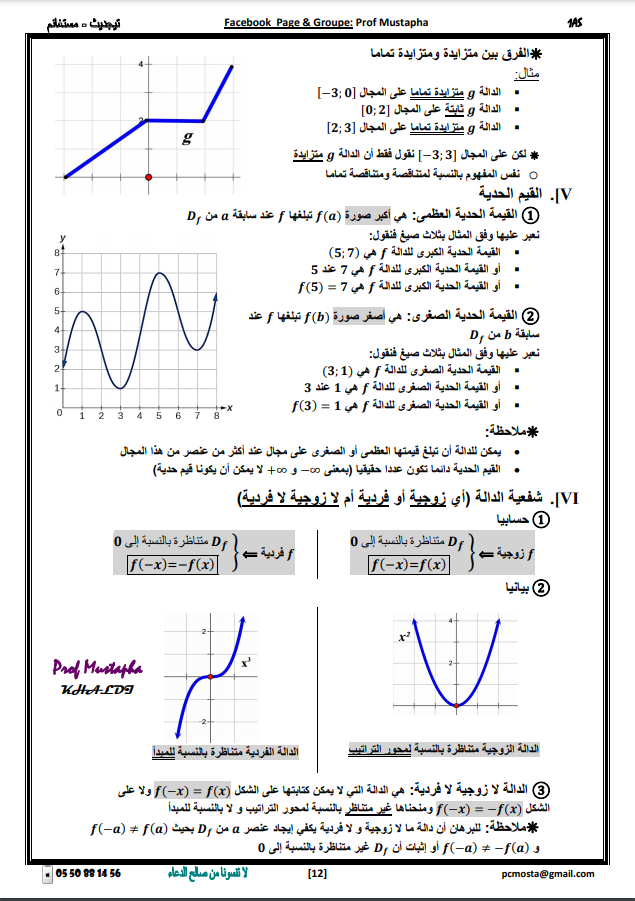 تيجديت - مستغانم Facebook Page & Groupe: Prof Mustapha 1AS
✵الفرق بين متزايدة ومتزايدة تماما
مثال:
▪ الدالة g متزايدة تماما على المجال [−3; 0]
▪ الدالة g ثابتة على المجال [0; 2]
▪ الدالة g متزايدة تماما على المجال [2; 3]
✵ لكن على المجال [−3; 3] نقول فقط أن الدالة g متزايدة
○ نفس المفهوم بالنسبة لمتناقصة ومتناقصة تماما
4
2
g
V. القيم الحدية
① القيمة الحدية العظمى: هي أكبر صورة f(a) تبلغها f عند سابقة a من Df
نعبر عليها وفق المثال بثلاث صيغ فنقول:
▪ القيمة الحدية الكبرى للدالة f هي (5; 7)
▪ أو القيمة الحدية الكبرى للدالة f هي 7 عند 5
▪ أو القيمة الحدية الكبرى للدالة f هي f(5) = 7
② القيمة الحدية الصغرى: هي أصغر صورة f(b) تبلغها f عند
سابقة b من Df
نعبر عليها وفق المثال بثلاث صيغ فنقول:
▪ القيمة الحدية الصغرى للدالة f هي (3; 1)
▪ أو القيمة الحدية الصغرى للدالة f هي 1 عند 3
▪ أو القيمة الحدية الصغرى للدالة f هي f(3) = 1
y
8
7
6
5
4
3
2
1
0 1 2 3 4 5 6 7 8 x
✵ملاحظة:
• يمكن للدالة أن تبلغ قيمتها العظمى أو الصغرى على مجال عند أكثر من عنصر من هذا المجال
• القيم الحدية دائما تكون عددا حقيقيا (بمعنى ∞− و ∞+ لا يمكن أن يكونا قيم حدية)
VI. شفعية الدالة (أي زوجية أو فردية أم لا زوجية لا فردية)
① حسابيا
f زوجية ⇐ { Df متناظرة بالنسبة إلى 0
f(−x)=f(x)
f فردية ⇐ { Df متناظرة بالنسبة إلى 0
f(−x)=−f(x)
② بيانيا
4
2
x²
2
-2
x³
Prof Mustapha
KHALDI
الدالة الزوجية متناظرة بالنسبة لمحور التراتيب
الدالة الفردية متناظرة بالنسبة للمبدأ
③ الدالة لا زوجية لا فردية: هي الدالة التي لا يمكن كتابتها على الشكل f(−x) = f(x) ولا على
الشكل f(−x) = −f(x) ومنحناها غير متناظر بالنسبة لمحور التراتيب و لا بالنسبة للمبدأ
✵ملاحظة: للبرهان أن دالة ما لا زوجية و لا فردية يكفي إيجاد عنصر a من Df بحيث f(−a) ≠ f(a)
و f(−a) ≠ −f(a) أو إثبات أن Df غير متناظرة بالنسبة إلى 0
05 50 88 14 56 لا تنسونا من صالح الدعاء [12] pcmosta@gmail.com